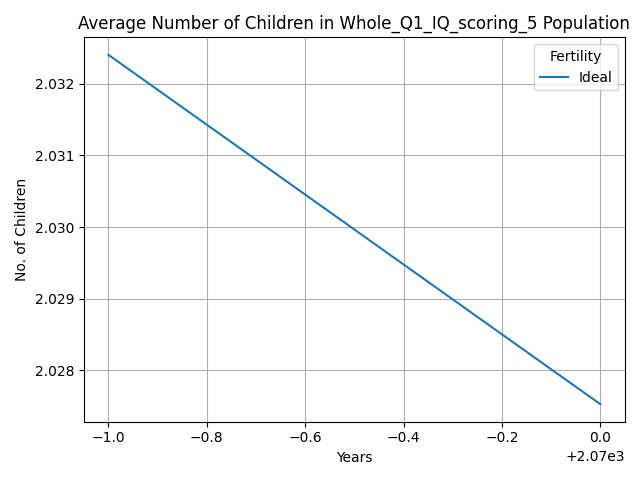 Average Number of Children in Whole_Q1_IQ_scoring_5 Population
Fertility
Ideal
No. of Children
2.032
2.031
2.030
2.029
2.028
−1.0 −0.8 −0.6 −0.4 −0.2 0.0
+2.07e3
Years